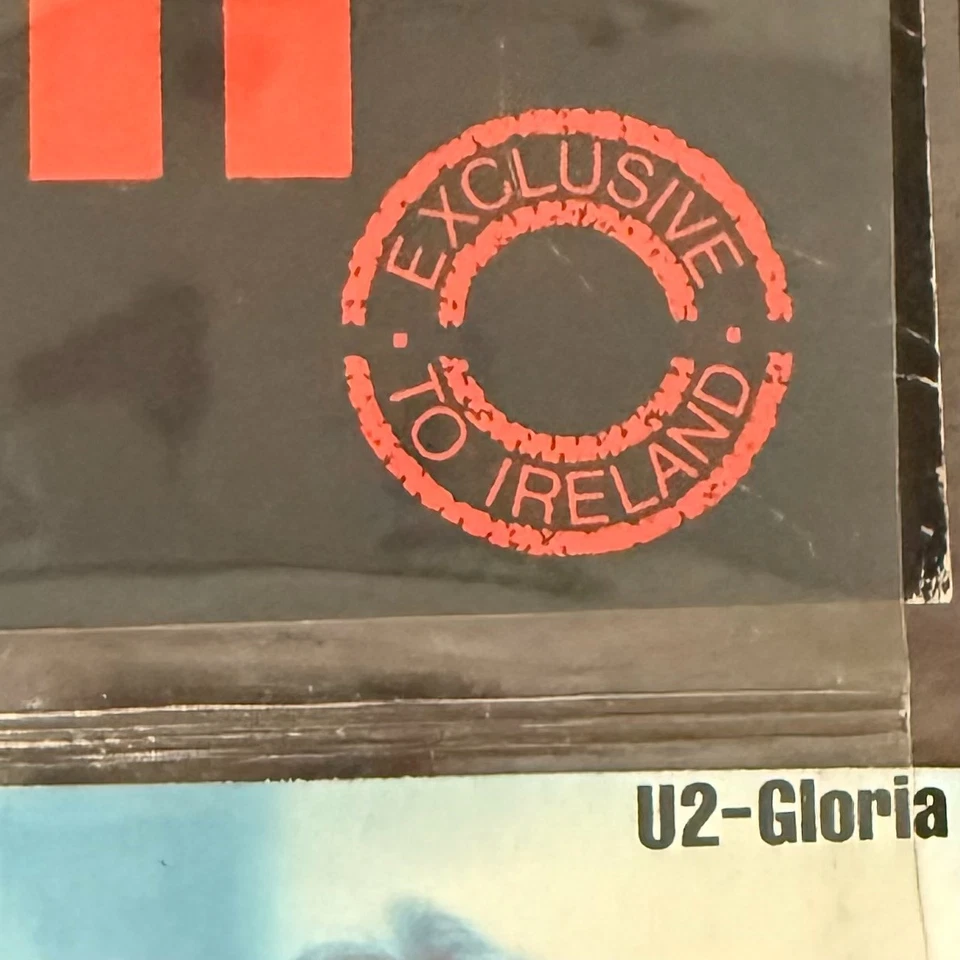 EXCLUSIVE
TO IRELAND
U2-Gloria